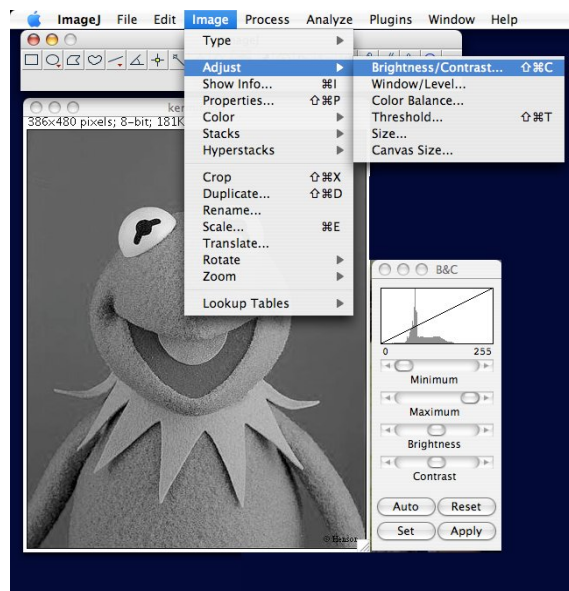 ImageJ File Edit Image Process Analyze Plugins Window Help
Type
Adjust
Show Info... ⌘I
Properties... ⇧⌘P
Color
Stacks
Hyperstacks
Crop ⇧⌘X
Duplicate... ⇧⌘D
Rename...
Scale... ⌘E
Translate...
Rotate
Zoom
Lookup Tables
Brightness/Contrast... ⇧⌘C
Window/Level...
Color Balance...
Threshold... ⇧⌘T
Size...
Canvas Size...
386x480 pixels; 8-bit; 181K
B&C
0 255
Minimum
Maximum
Brightness
Contrast
Auto Reset
Set Apply
© Henson